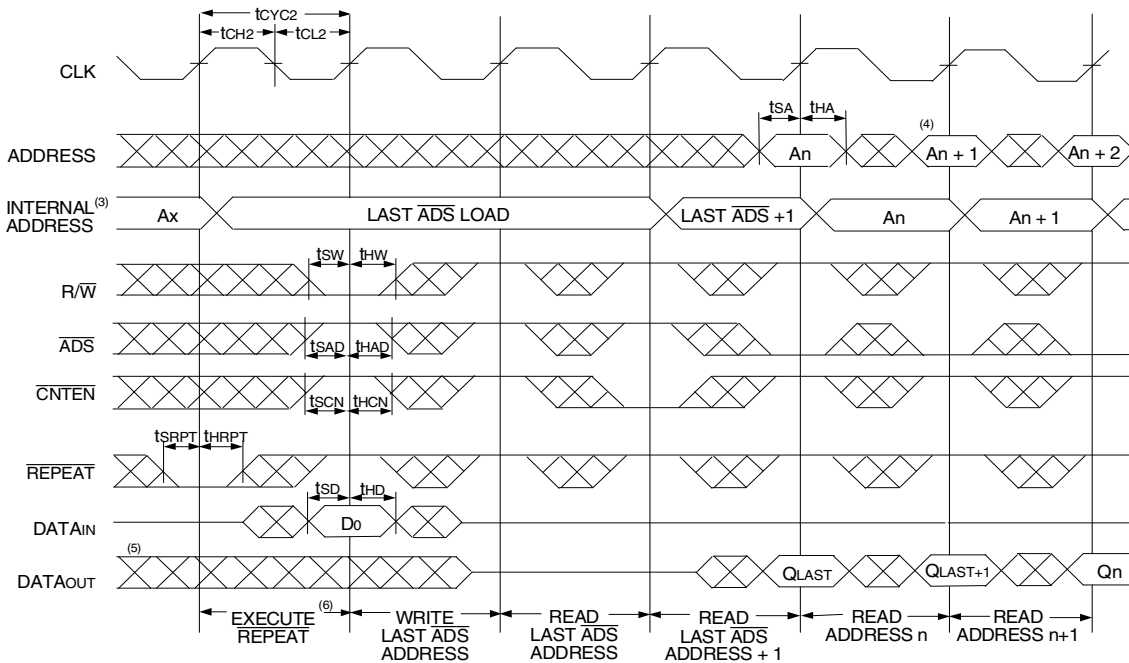 tCYC2
tCH2 tCL2
CLK
tSA tHA
ADDRESS An (4) An + 1 An + 2
INTERNAL(3) ADDRESS Ax LAST ADS LOAD LAST ADS +1 An An + 1
tSW tHW
R/W
ADS
tSAD tHAD
CNTEN
tSCN tHCN
tSRPT tHRPT
REPEAT
tSD tHD
DATAIN D0
(5)
DATAOUT QLAST QLAST+1 Qn
EXECUTE (6) REPEAT
WRITE
LAST ADS
ADDRESS
READ
LAST ADS
ADDRESS
READ
LAST ADS
ADDRESS + 1
READ
ADDRESS n
READ
ADDRESS n+1